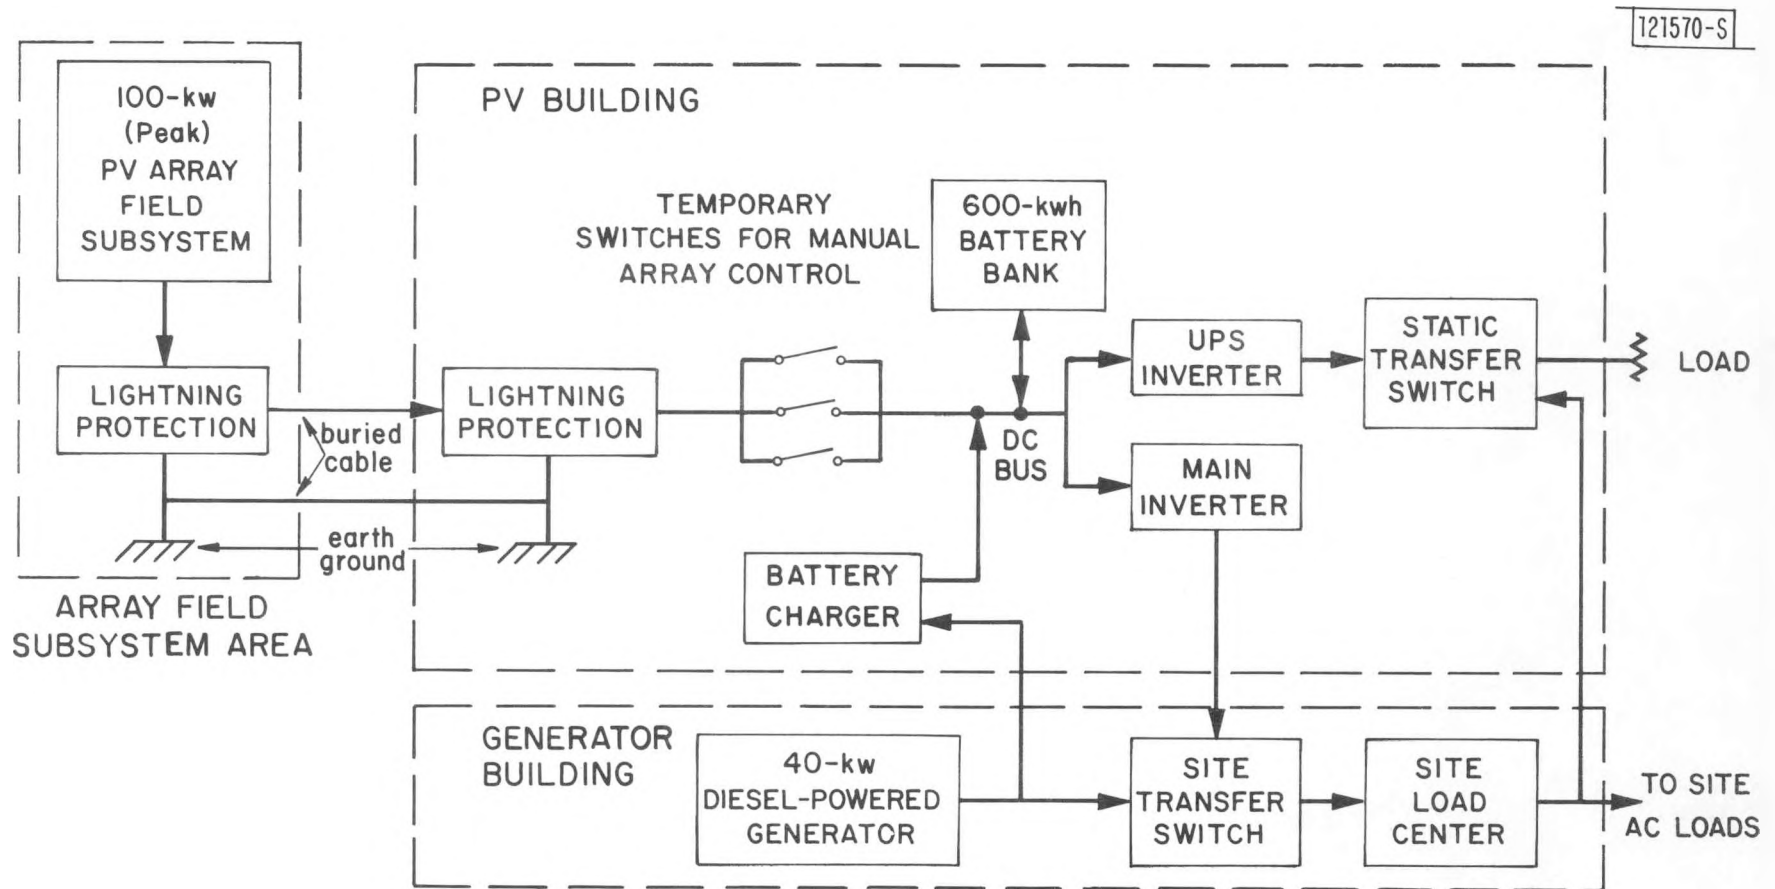 121570-S
100-kw
(Peak)
PV ARRAY
FIELD
SUBSYSTEM
LIGHTNING
PROTECTION
buried
cable
earth
ground
ARRAY FIELD
SUBSYSTEM AREA
PV BUILDING
LIGHTNING
PROTECTION
TEMPORARY
SWITCHES FOR MANUAL
ARRAY CONTROL
600-kwh
BATTERY
BANK
DC
BUS
UPS
INVERTER
MAIN
INVERTER
STATIC
TRANSFER
SWITCH
LOAD
BATTERY
CHARGER
GENERATOR
BUILDING
40-kw
DIESEL-POWERED
GENERATOR
SITE
TRANSFER
SWITCH
SITE
LOAD
CENTER
TO SITE
AC LOADS